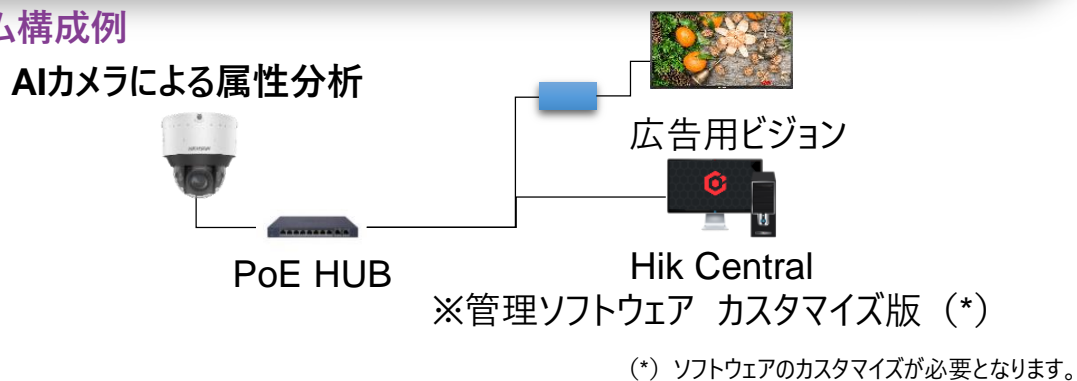 ム構成例
AIカメラによる属性分析
広告用ビジョン
PoE HUB
Hik Central
※管理ソフトウェア カスタマイズ版（*）
（*）ソフトウェアのカスタマイズが必要となります。